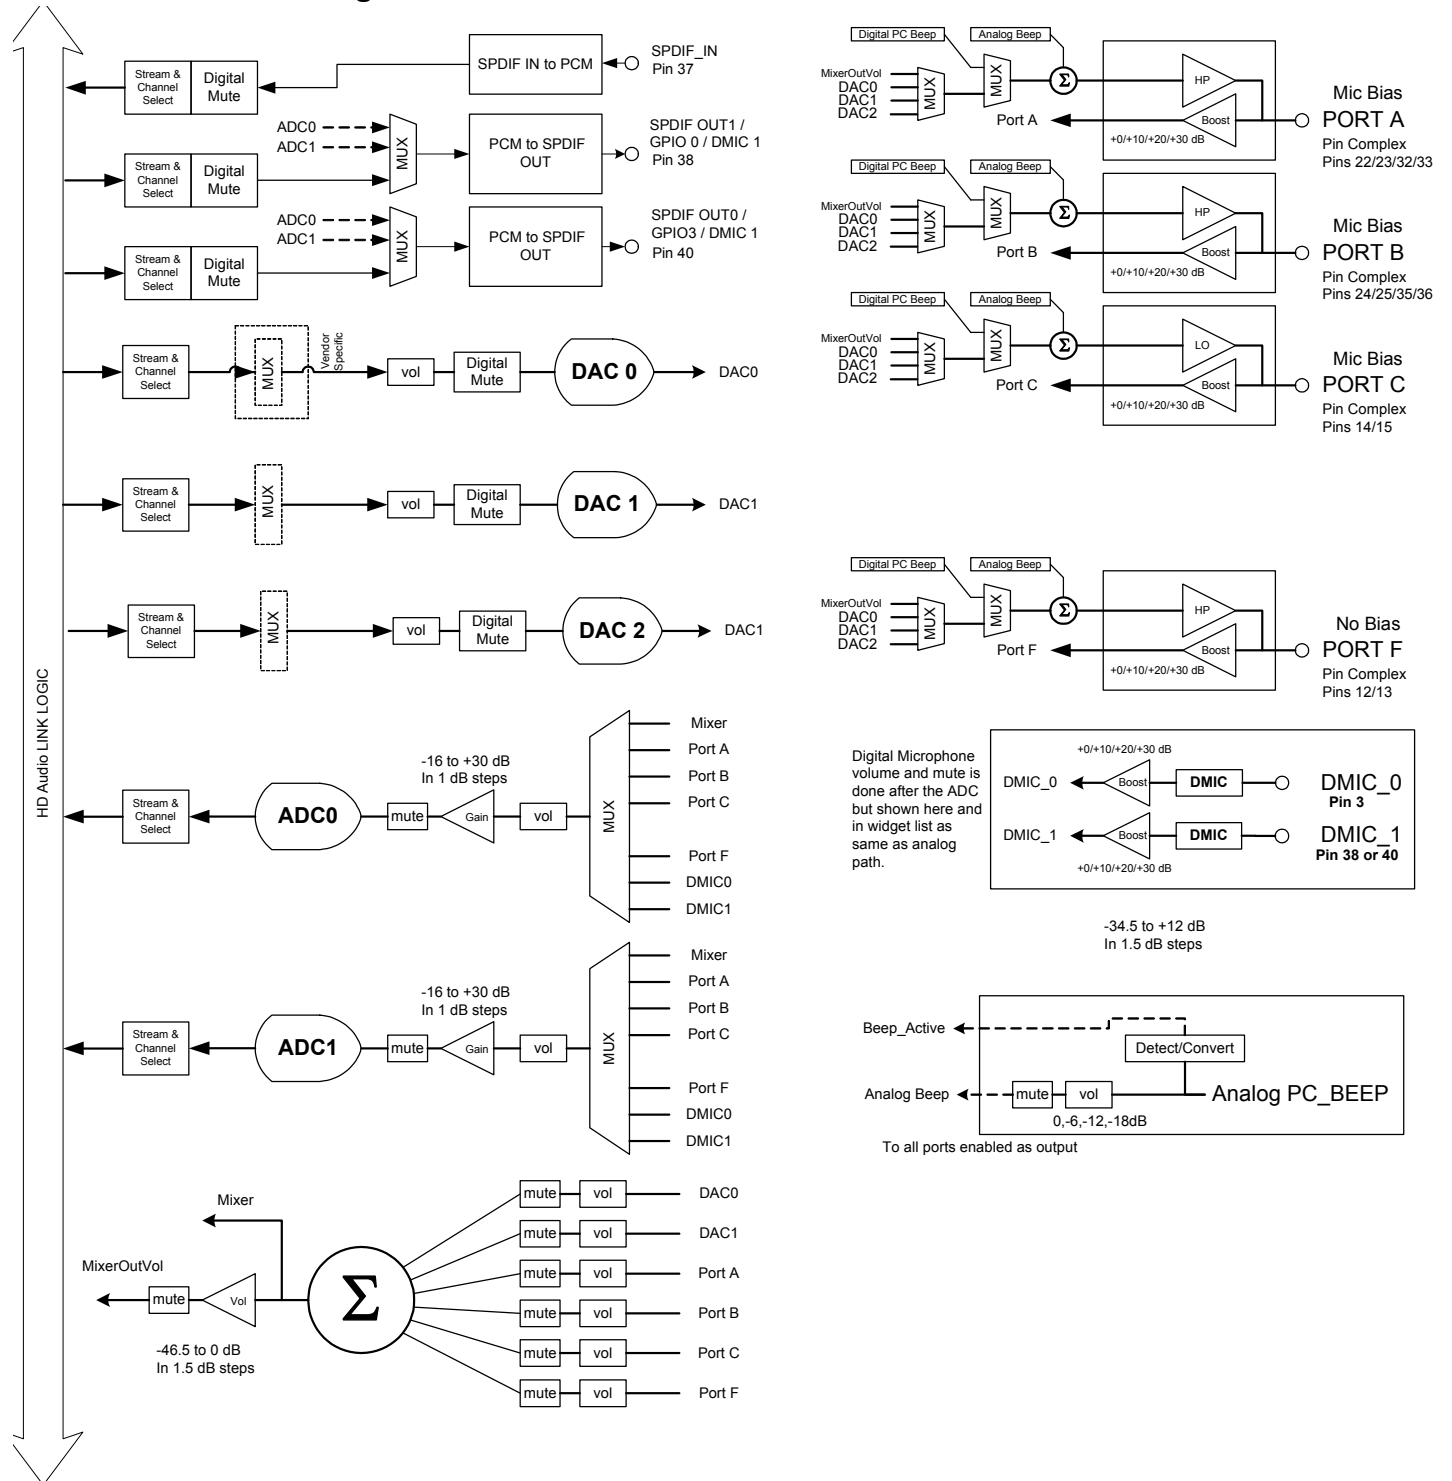 SPDIF IN to PCM
SPDIF_IN
Pin 37
Stream &
Channel
Select
Digital
Mute
ADC0
ADC1
MUX
PCM to SPDIF
OUT
SPDIF OUT1 /
GPIO 0 / DMIC 1
Pin 38
Stream &
Channel
Select
Digital
Mute
ADC0
ADC1
MUX
PCM to SPDIF
OUT
SPDIF OUT0 /
GPIO3 / DMIC 1
Pin 40
Stream &
Channel
Select
Digital
Mute
Stream &
Channel
Select
MUX
Vendor
Specific
vol
Digital
Mute
DAC 0
DAC0
Stream &
Channel
Select
MUX
vol
Digital
Mute
DAC 1
DAC1
Stream &
Channel
Select
MUX
vol
Digital
Mute
DAC 2
DAC1
HD Audio LINK LOGIC
Stream &
Channel
Select
ADC0
mute
Gain
-16 to +30 dB
In 1 dB steps
vol
MUX
Mixer
Port A
Port B
Port C
Port F
DMIC0
DMIC1
Stream &
Channel
Select
ADC1
mute
Gain
-16 to +30 dB
In 1 dB steps
vol
MUX
Mixer
Port A
Port B
Port C
Port F
DMIC0
DMIC1
Mixer
MixerOutVol
mute
Vol
-46.5 to 0 dB
In 1.5 dB steps
Σ
mute vol DAC0
mute vol DAC1
mute vol Port A
mute vol Port B
mute vol Port C
mute vol Port F
Digital PC Beep
Analog Beep
MixerOutVol
DAC0
DAC1
DAC2
MUX
MUX
Σ
HP
Boost
Port A
+0/+10/+20/+30 dB
Mic Bias
PORT A
Pin Complex
Pins 22/23/32/33
Digital PC Beep
Analog Beep
MixerOutVol
DAC0
DAC1
DAC2
MUX
MUX
Σ
HP
Boost
Port B
+0/+10/+20/+30 dB
Mic Bias
PORT B
Pin Complex
Pins 24/25/35/36
Digital PC Beep
Analog Beep
MixerOutVol
DAC0
DAC1
DAC2
MUX
MUX
Σ
LO
Boost
Port C
+0/+10/+20/+30 dB
Mic Bias
PORT C
Pin Complex
Pins 14/15
Digital PC Beep
Analog Beep
MixerOutVol
DAC0
DAC1
DAC2
MUX
MUX
Σ
HP
Boost
Port F
+0/+10/+20/+30 dB
No Bias
PORT F
Pin Complex
Pins 12/13
Digital Microphone
volume and mute is
done after the ADC
but shown here and
in widget list as
same as analog
path.
+0/+10/+20/+30 dB
DMIC_0
Boost
DMIC
DMIC_0
Pin 3
DMIC_1
Boost
DMIC
DMIC_1
Pin 38 or 40
+0/+10/+20/+30 dB
-34.5 to +12 dB
In 1.5 dB steps
Beep_Active
Detect/Convert
Analog Beep
mute
vol
Analog PC_BEEP
0,-6,-12,-18dB
To all ports enabled as output